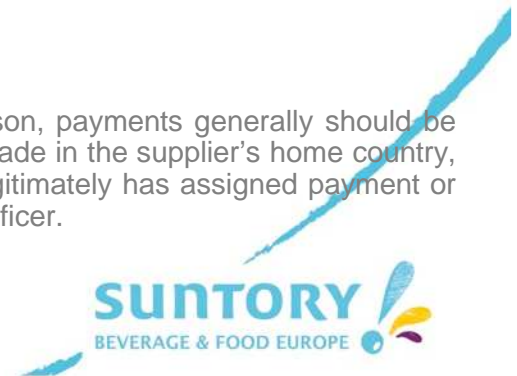 son, payments generally should be
ade in the supplier's home country,
gitimately has assigned payment or
ficer.
SUNTORY
BEVERAGE & FOOD EUROPE